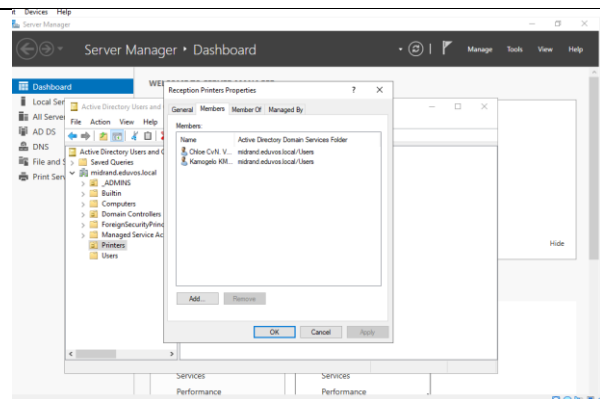 Devices Help
Server Manager
Server Manager • Dashboard
Manage Tools View Help
Dashboard
Local Ser
All Server
AD DS
DNS
File and S
Print Serv
Active Directory Users and
File Action View Help
Active Directory Users and C
Saved Queries
midrand.eduvos.local
_ADMINS
Builtin
Computers
Domain Controllers
ForeignSecurityPrinc
Managed Service Ac
Printers
Users
Reception Printers Properties
? X
General Members Member Of Managed By
Members:
Name Active Directory Domain Services Folder
Chloe CvN. V... midrand.eduvos.local/Users
Kamogelo KM... midrand.eduvos.local/Users
Add... Remove
OK Cancel Apply
Hide
Services Services
Performance Performance